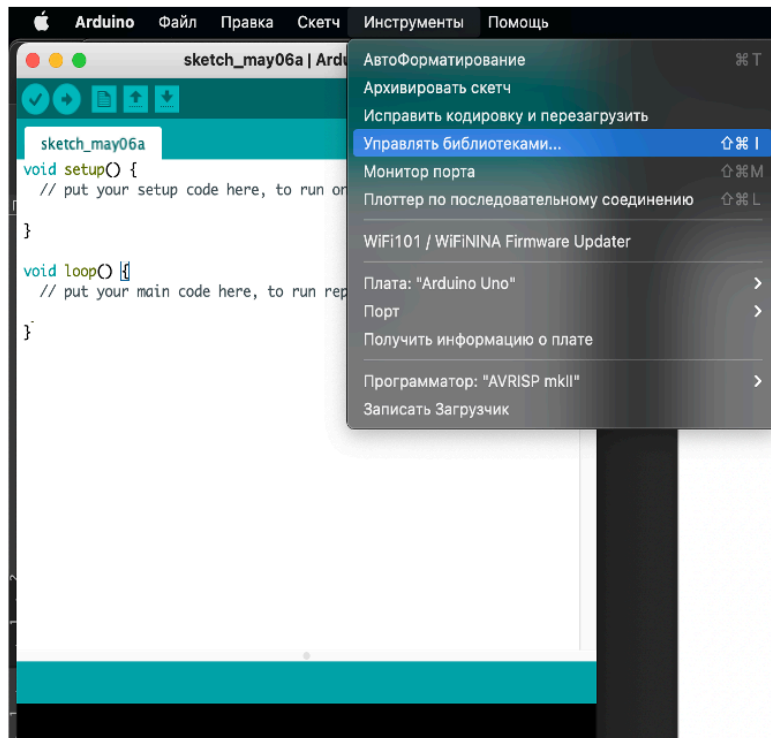 Arduino Файл Правка Скетч Инструменты Помощь
sketch_may06a | Ardu
sketch_may06a
void setup() {
// put your setup code here, to run on
}
void loop() {
// put your main code here, to run rep
}
АвтоФорматирование ⌘ T
Архивировать скетч
Исправить кодировку и перезагрузить
Управлять библиотеками... ⇧⌘ I
Монитор порта ⇧⌘M
Плоттер по последовательному соединению ⇧⌘ L
WiFi101 / WiFiNINA Firmware Updater
Плата: "Arduino Uno"
Порт
Получить информацию о плате
Программатор: "AVRISP mkII"
Записать Загрузчик